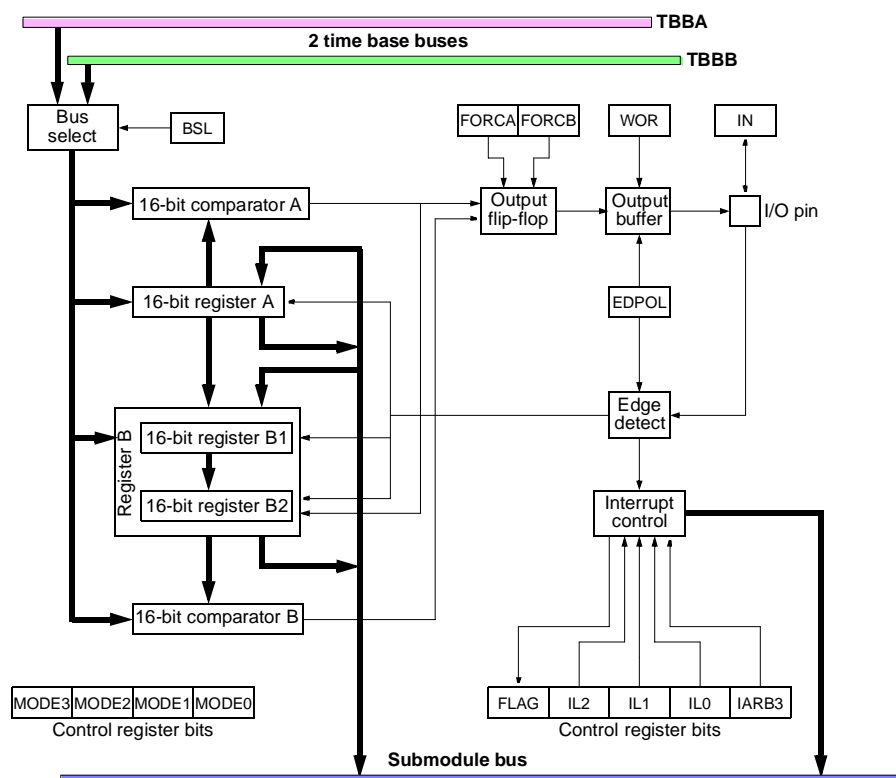 TBBA
2 time base buses
TBBB
Bus
select
BSL
FORCA FORCB
WOR
IN
16-bit comparator A
Output
flip-flop
Output
buffer
I/O pin
16-bit register A
EDPOL
Register B
16-bit register B1
Edge
detect
16-bit register B2
Interrupt
control
16-bit comparator B
MODE3 MODE2 MODE1 MODE0
Control register bits
FLAG IL2 IL1 IL0 IARB3
Control register bits
Submodule bus